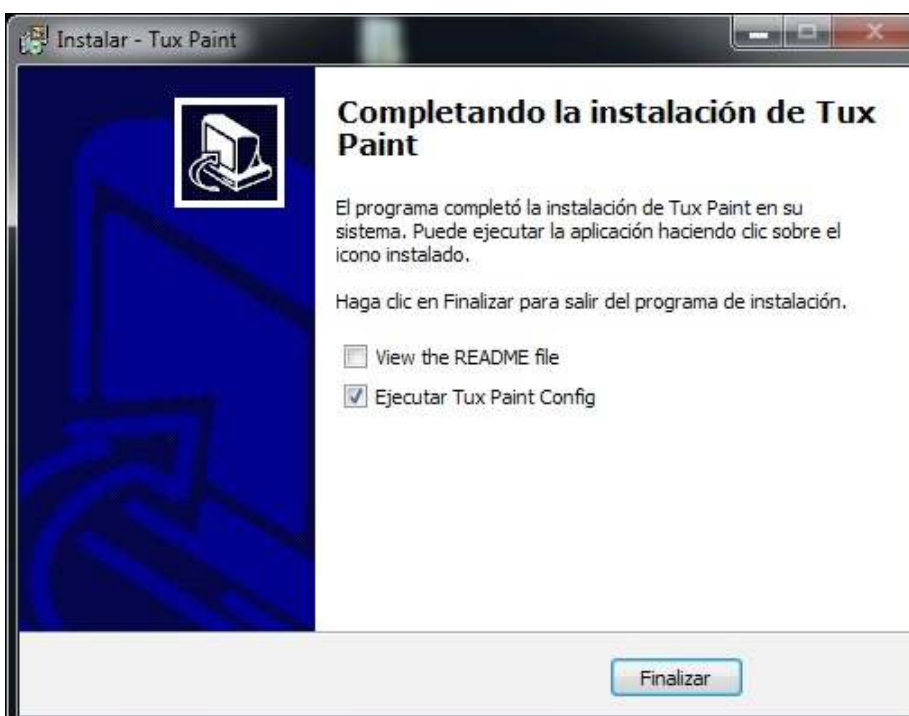 Instalar - Tux Paint
Completando la instalación de Tux
Paint
El programa completó la instalación de Tux Paint en su
sistema. Puede ejecutar la aplicación haciendo clic sobre el
icono instalado.
Haga clic en Finalizar para salir del programa de instalación.
View the README file
Ejecutar Tux Paint Config
Finalizar